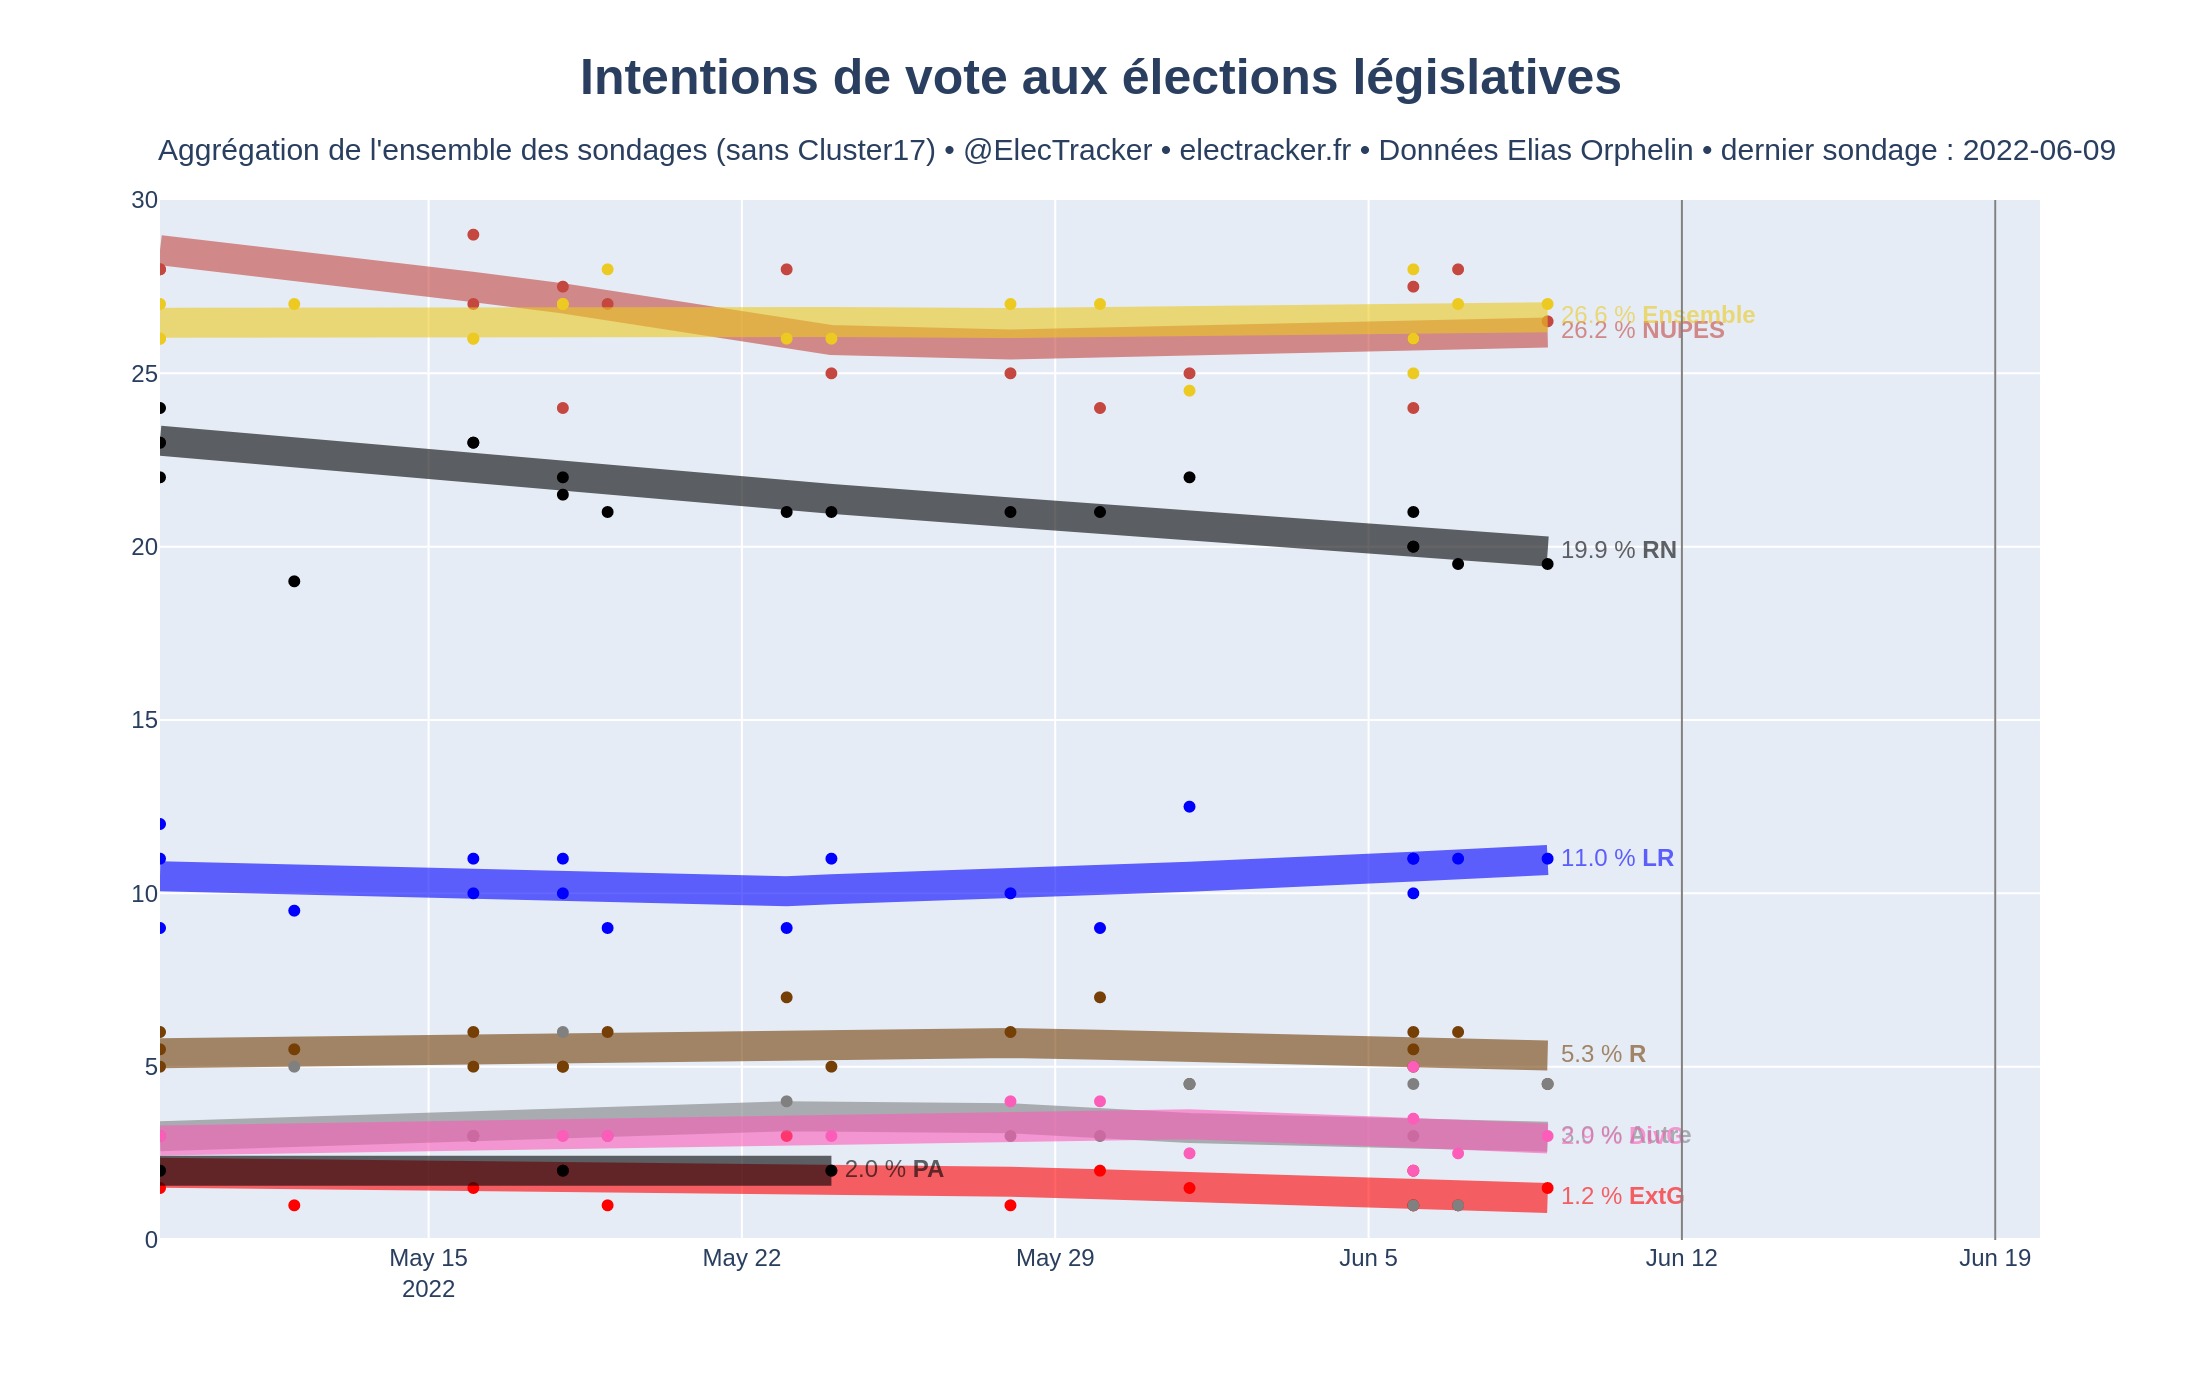 Intentions de vote aux élections législatives
Aggrégation de l'ensemble des sondages (sans Cluster17) • @ElecTracker • electracker.fr • Données Elias Orphelin • dernier sondage : 2022-06-09
30
26.6 % Ensemble
26.2 % NUPES
25
20
19.9 % RN
15
11.0 % LR
10
5.3 % R
5
Autre
2.0 % PA
1.2 % ExtG
0
May 15
May 22
May 29
Jun 5
Jun 12
Jun 19
2022